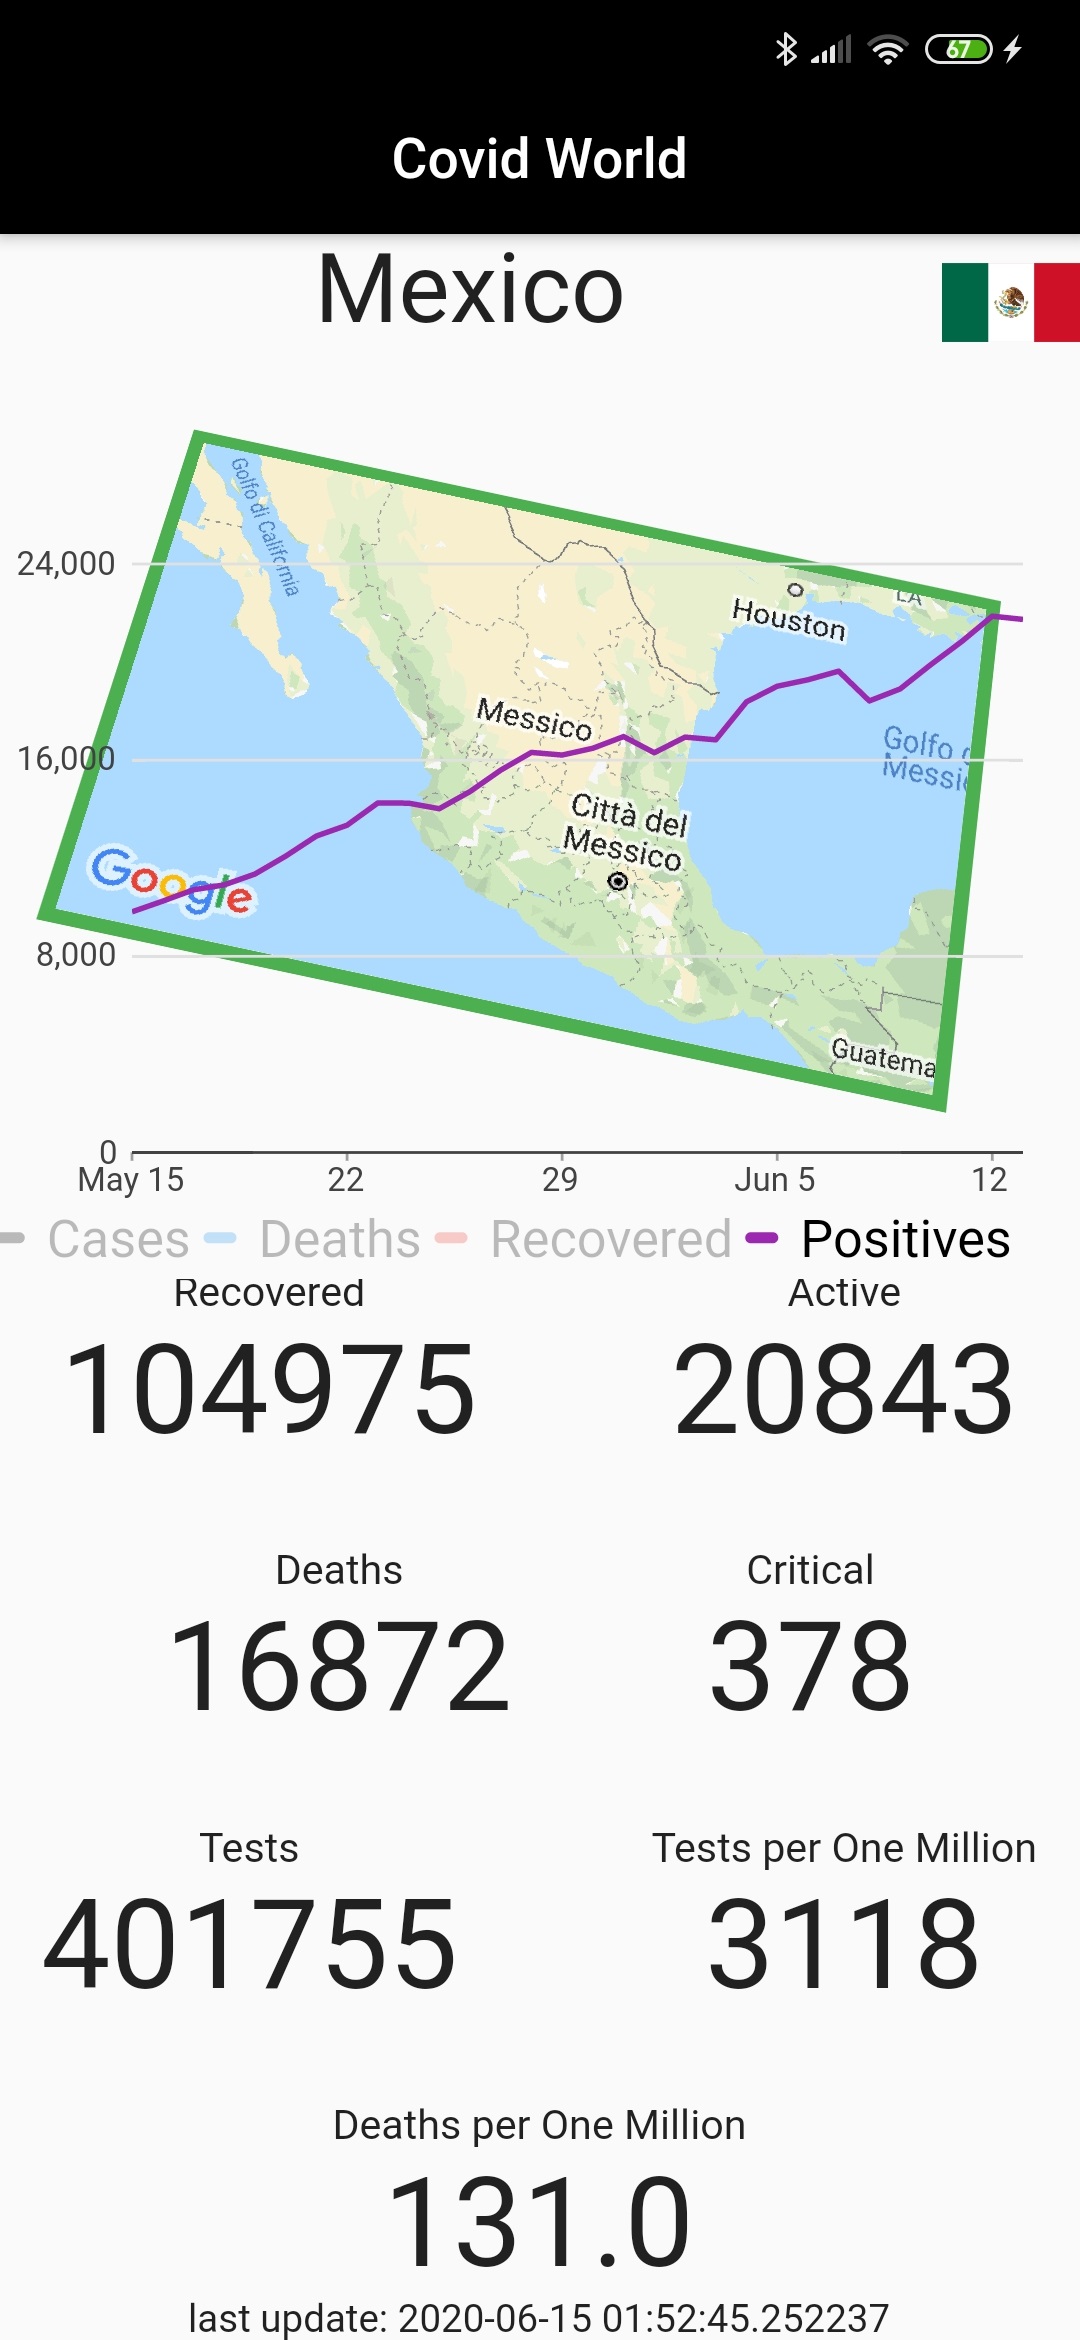 67
Covid World
Mexico
Golfo di California
24,000
LA
Houston
Messico
16,000
Golfo
Città del
Messico
Google
8,000
Guatema
0
May 15 22 29 Jun 5 12
Cases Deaths Recovered Positives
Recovered Active
104975 20843
Deaths Critical
16872 378
Tests Tests per One Million
401755 3118
Deaths per One Million
131.0
last update: 2020-06-15 01:52:45.252237